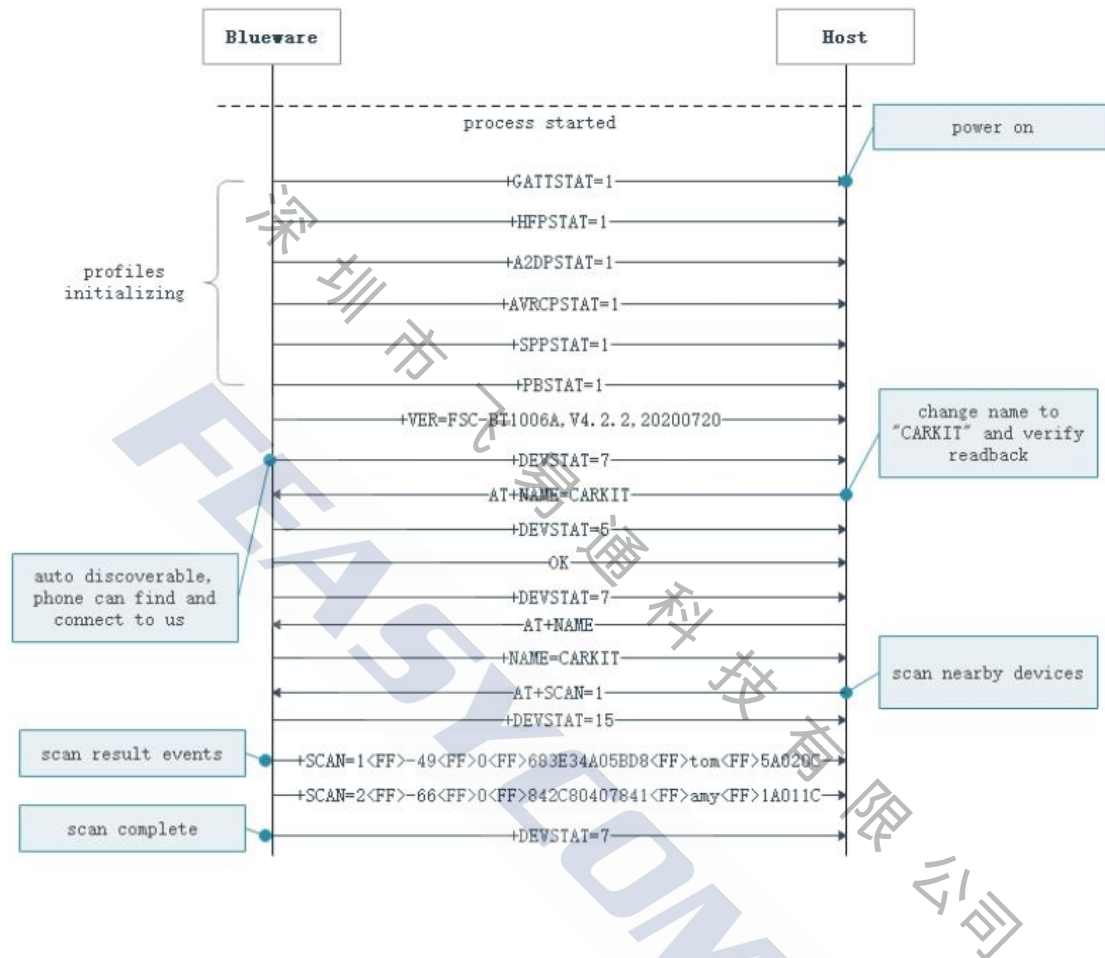 Blueware
Host
process started
power on
+GATTSTAT=1
+HFPSTAT=1
+A2DPSTAT=1
profiles
initializing
+AVRCPSTAT=1
+SPPSTAT=1
+PBSTAT=1
+VER=FSC-BT1006A,V4.2.2,20200720
change name to
"CARKIT" and verify
readback
+DEVSTAT=7
AT+NAME=CARKIT
+DEVSTAT=5
OK
auto discoverable,
phone can find and
connect to us
+DEVSTAT=7
AT+NAME
+NAME=CARKIT
scan nearby devices
AT+SCAN=1
+DEVSTAT=15
scan result events
+SCAN=1<FF>-49<FF>0<FF>683E34A05BD8<FF>tom<FF>5A020C
+SCAN=2<FF>-66<FF>0<FF>842C80407841<FF>amy<FF>1A011C
scan complete
+DEVSTAT=7
深圳市飞易通科技有限公司
FEASYCOM